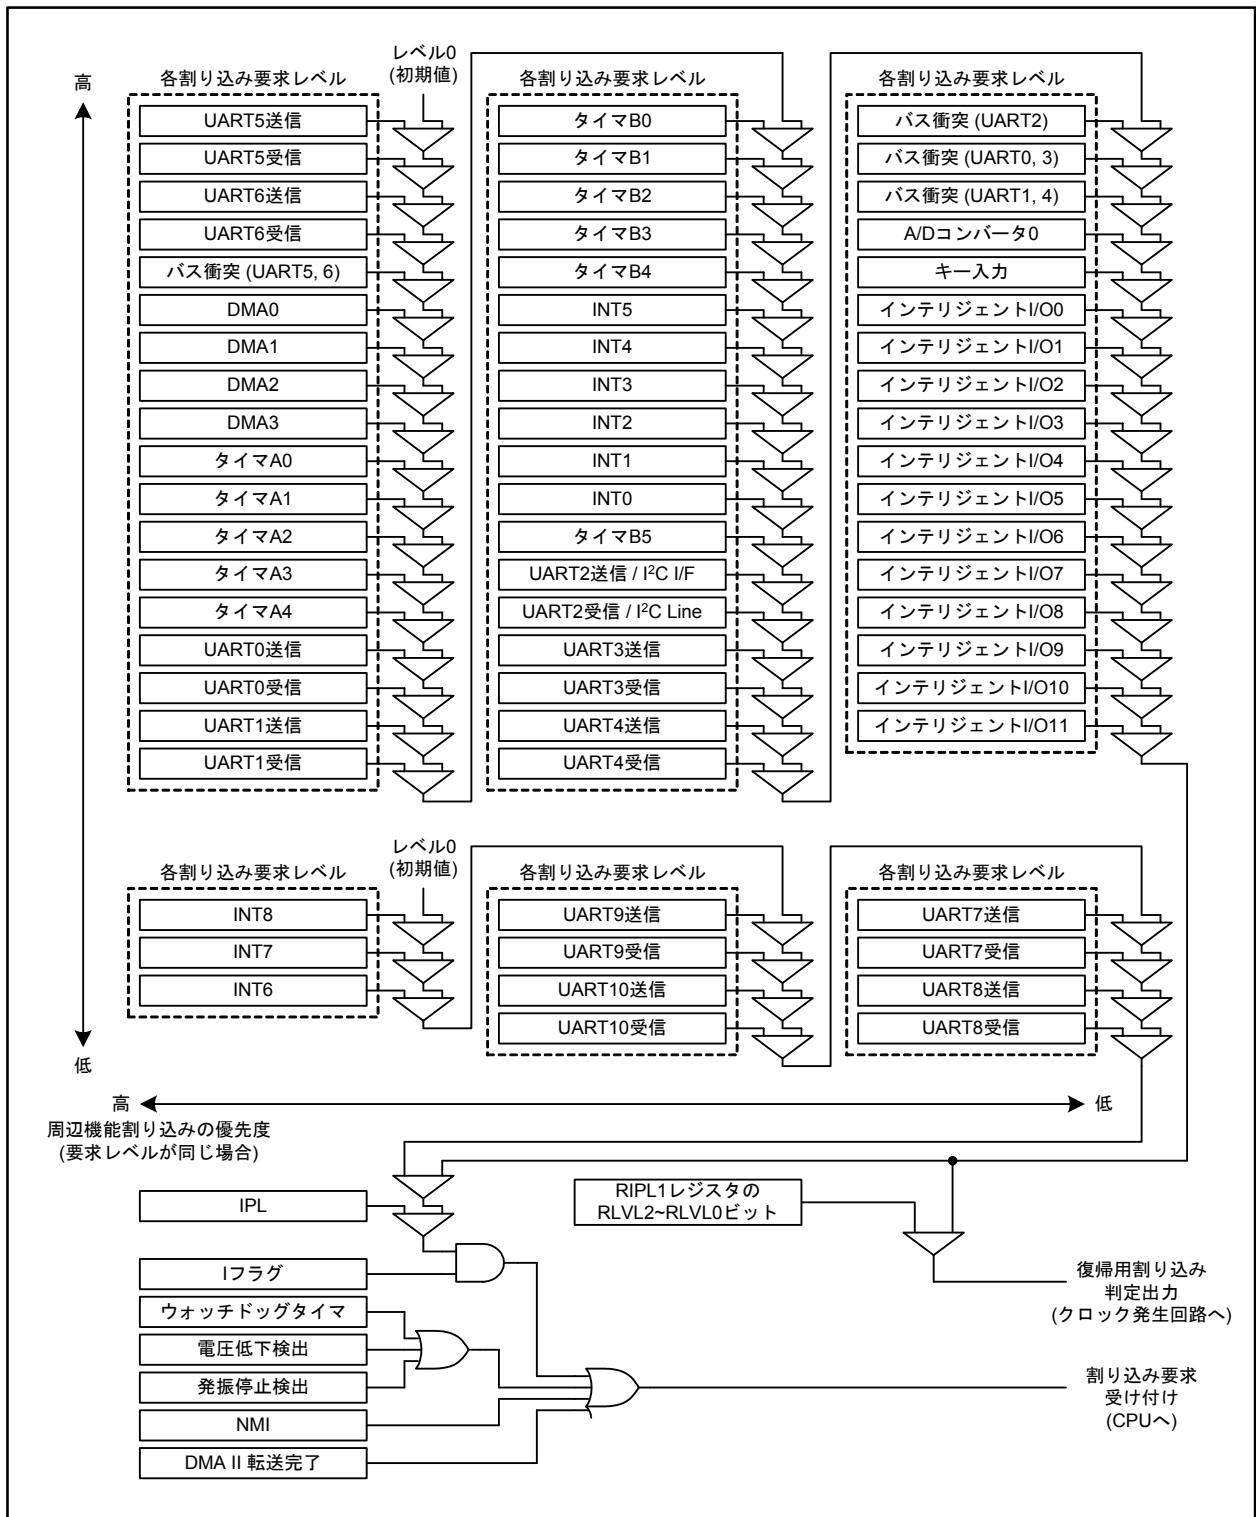 レベル0
(初期値)
高
各割り込み要求レベル
UART5送信
UART5受信
UART6送信
UART6受信
バス衝突 (UART5, 6)
DMA0
DMA1
DMA2
DMA3
タイマA0
タイマA1
タイマA2
タイマA3
タイマA4
UART0送信
UART0受信
UART1送信
UART1受信
各割り込み要求レベル
タイマB0
タイマB1
タイマB2
タイマB3
タイマB4
INT5
INT4
INT3
INT2
INT1
INT0
タイマB5
UART2送信 / I²C I/F
UART2受信 / I²C Line
UART3送信
UART3受信
UART4送信
UART4受信
各割り込み要求レベル
バス衝突 (UART2)
バス衝突 (UART0, 3)
バス衝突 (UART1, 4)
A/Dコンバータ0
キー入力
インテリジェントI/O0
インテリジェントI/O1
インテリジェントI/O2
インテリジェントI/O3
インテリジェントI/O4
インテリジェントI/O5
インテリジェントI/O6
インテリジェントI/O7
インテリジェントI/O8
インテリジェントI/O9
インテリジェントI/O10
インテリジェントI/O11
レベル0
(初期値)
各割り込み要求レベル
INT8
INT7
INT6
各割り込み要求レベル
UART9送信
UART9受信
UART10送信
UART10受信
各割り込み要求レベル
UART7送信
UART7受信
UART8送信
UART8受信
低
高
低
周辺機能割り込みの優先度
(要求レベルが同じ場合)
IPL
RIPL1レジスタの
RLVL2~RLVL0ビット
Iフラグ
ウォッチドッグタイマ
電圧低下検出
発振停止検出
NMI
DMA II 転送完了
復帰用割り込み
判定出力
(クロック発生回路へ)
割り込み要求
受け付け
(CPUへ)